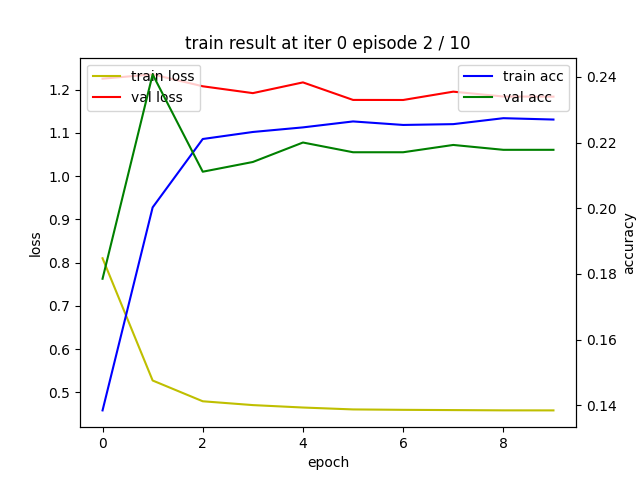 train result at iter 0 episode 2 / 10
train loss
val loss
train acc
val acc
loss
1.2
1.1
1.0
0.9
0.8
0.7
0.6
0.5
0.24
0.22
0.20
0.18
0.16
0.14
accuracy
0 2 4 6 8
epoch